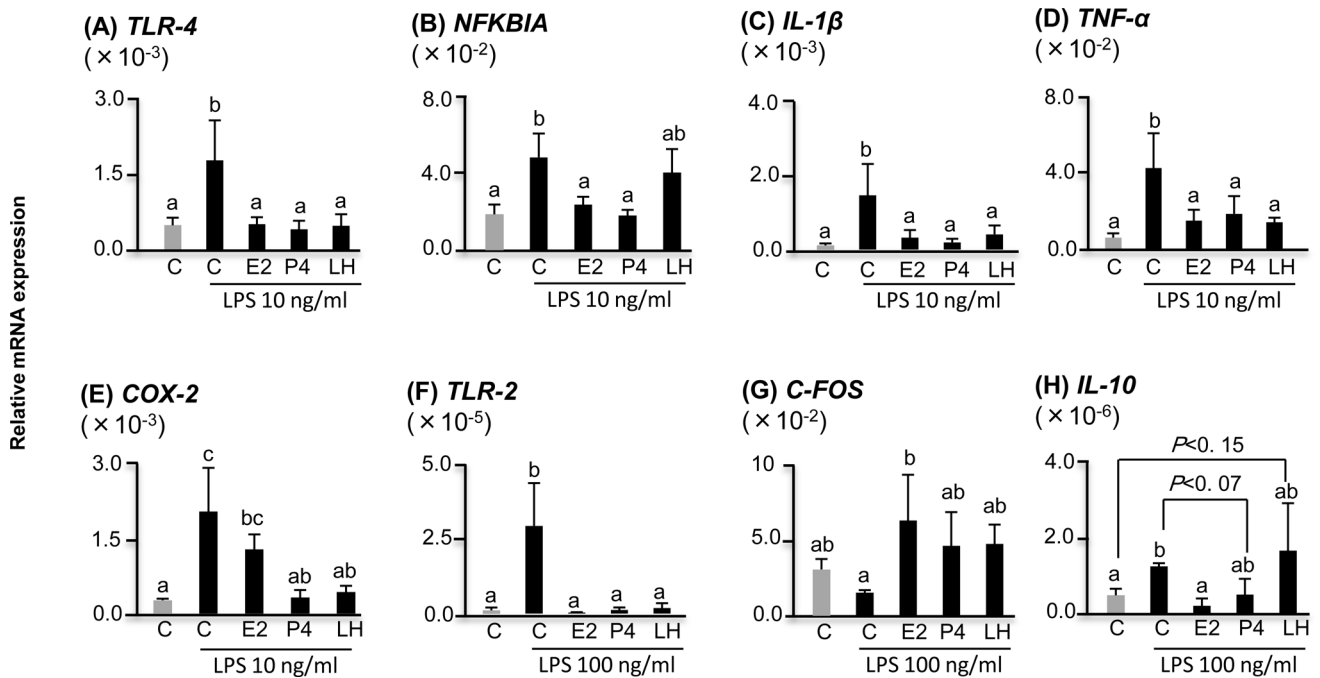 Relative mRNA expression
(A) TLR-4
(×10-3)
3.0
1.5
0.0
a
b
a
a
a
C C E2 P4 LH
LPS 10 ng/ml
(B) NFKBIA
(×10-2)
8.0
4.0
0.0
a
b
a
a
ab
C C E2 P4 LH
LPS 10 ng/ml
(C) IL-1β
(×10-3)
4.0
2.0
0.0
a
b
a
a
a
C C E2 P4 LH
LPS 10 ng/ml
(D) TNF-α
(×10-2)
8.0
4.0
0.0
a
b
a
a
a
C C E2 P4 LH
LPS 10 ng/ml
(E) COX-2
(×10-3)
3.0
1.5
0.0
a
c
bc
ab
ab
C C E2 P4 LH
LPS 10 ng/ml
(F) TLR-2
(×10-5)
5.0
2.5
0.0
a
b
a
a
a
C C E2 P4 LH
LPS 100 ng/ml
(G) C-FOS
(×10-2)
10
5.0
0.0
ab
a
b
ab
ab
C C E2 P4 LH
LPS 100 ng/ml
(H) IL-10
(×10-6)
4.0
2.0
0.0
P<0. 15
P<0. 07
a
b
a
ab
ab
C C E2 P4 LH
LPS 100 ng/ml